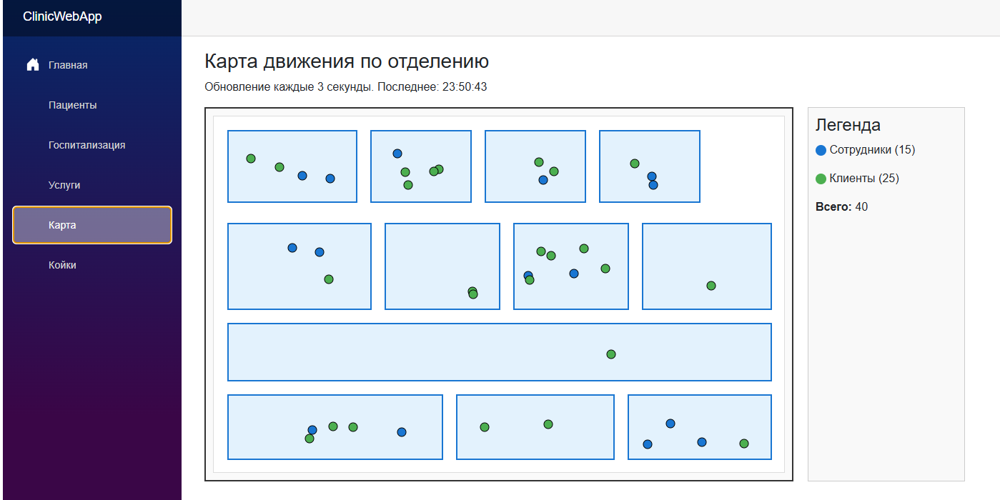 ClinicWebApp
Главная
Пациенты
Госпитализация
Услуги
Карта
Койки
Карта движения по отделению
Обновление каждые 3 секунды. Последнее: 23:50:43
Легенда
Сотрудники (15)
Клиенты (25)
Всего: 40